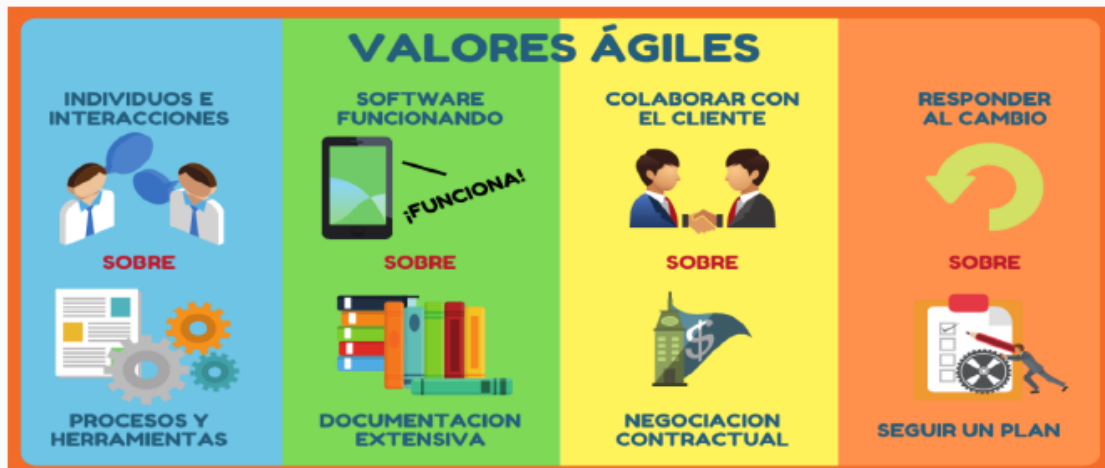 VALORES ÁGILES
INDIVIDUOS E
INTERACCIONES
SOBRE
PROCESOS Y
HERRAMIENTAS
SOFTWARE
FUNCIONANDO
¡FUNCIONA!
SOBRE
DOCUMENTACION
EXTENSIVA
COLABORAR CON
EL CLIENTE
SOBRE
$
NEGOCIACION
CONTRACTUAL
RESPONDER
AL CAMBIO
SOBRE
SEGUIR UN PLAN